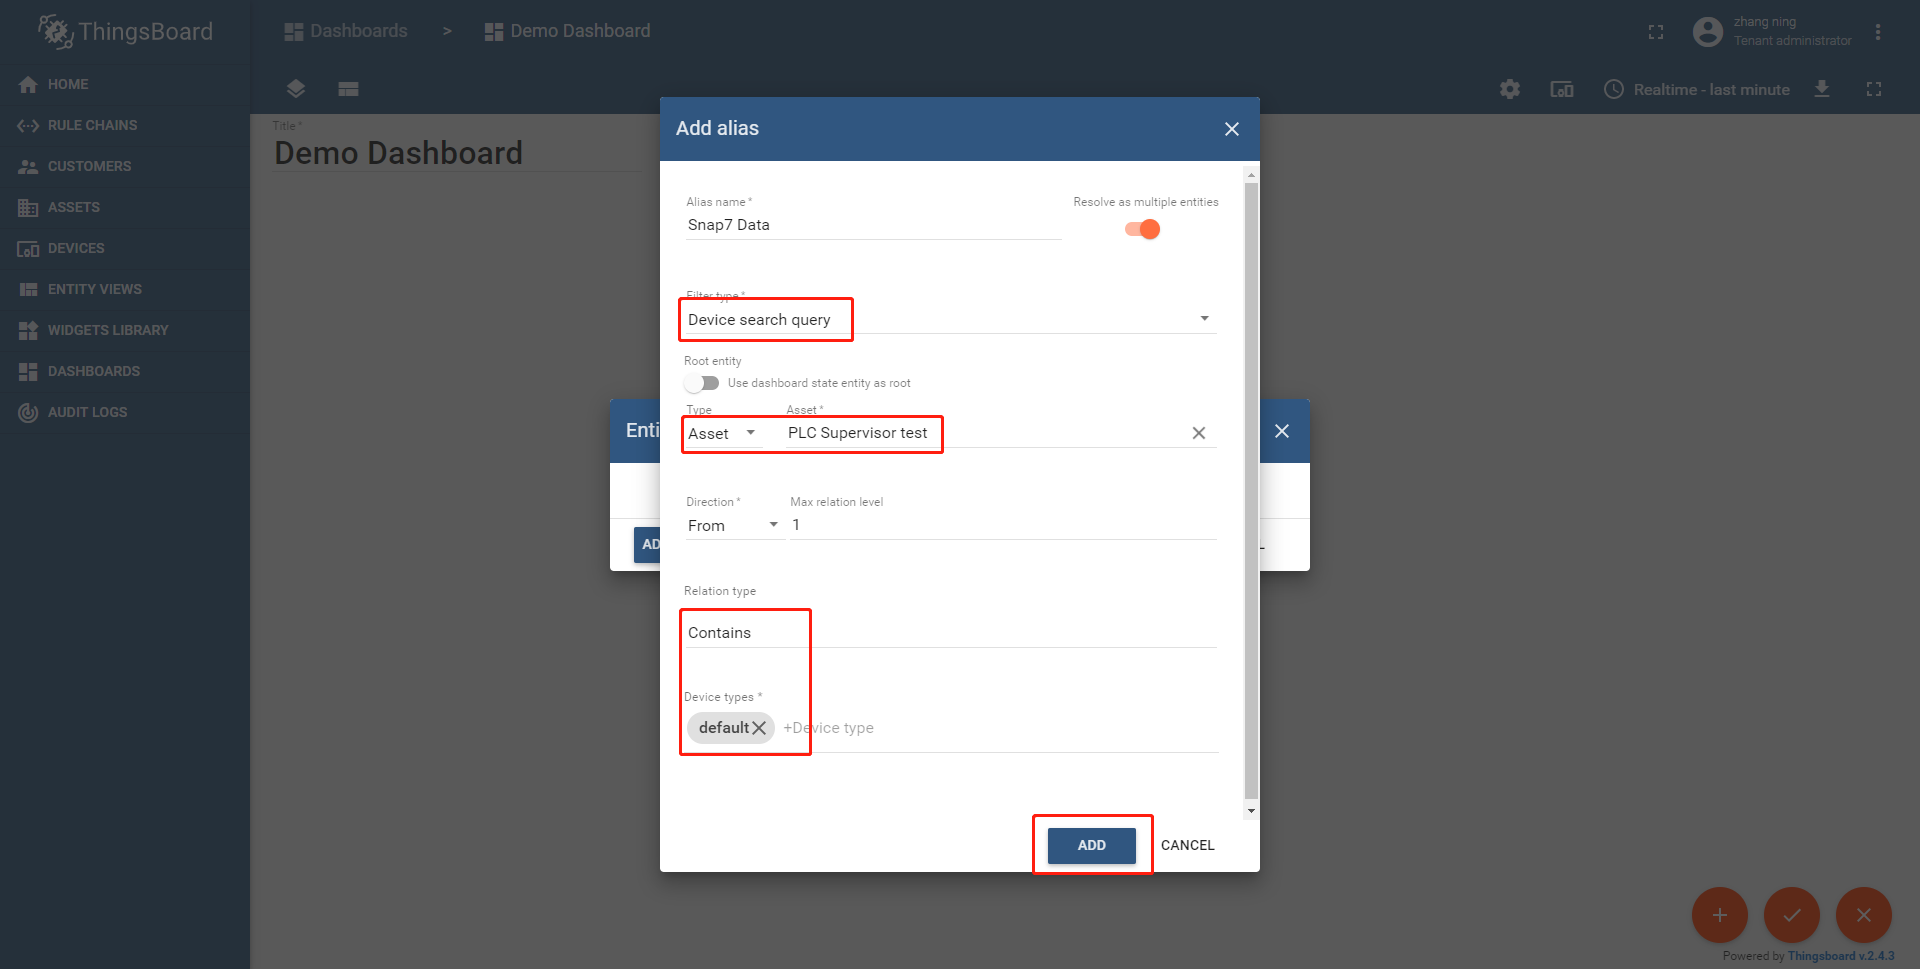 ThingsBoard
Dashboards > Demo Dashboard
zhang ning
Tenant administrator
Realtime - last minute
HOME
RULE CHAINS
CUSTOMERS
ASSETS
DEVICES
ENTITY VIEWS
WIDGETS LIBRARY
DASHBOARDS
AUDIT LOGS
Title *
Demo Dashboard
Enti
AD
Add alias
Alias name *
Snap7 Data
Resolve as multiple entities
Filter type *
Device search query
Root entity
Use dashboard state entity as root
Type Asset *
Asset PLC Supervisor test
Direction * Max relation level
From 1
Relation type
Contains
Device types *
default +Device type
ADD CANCEL
Powered by Thingsboard v.2.4.3